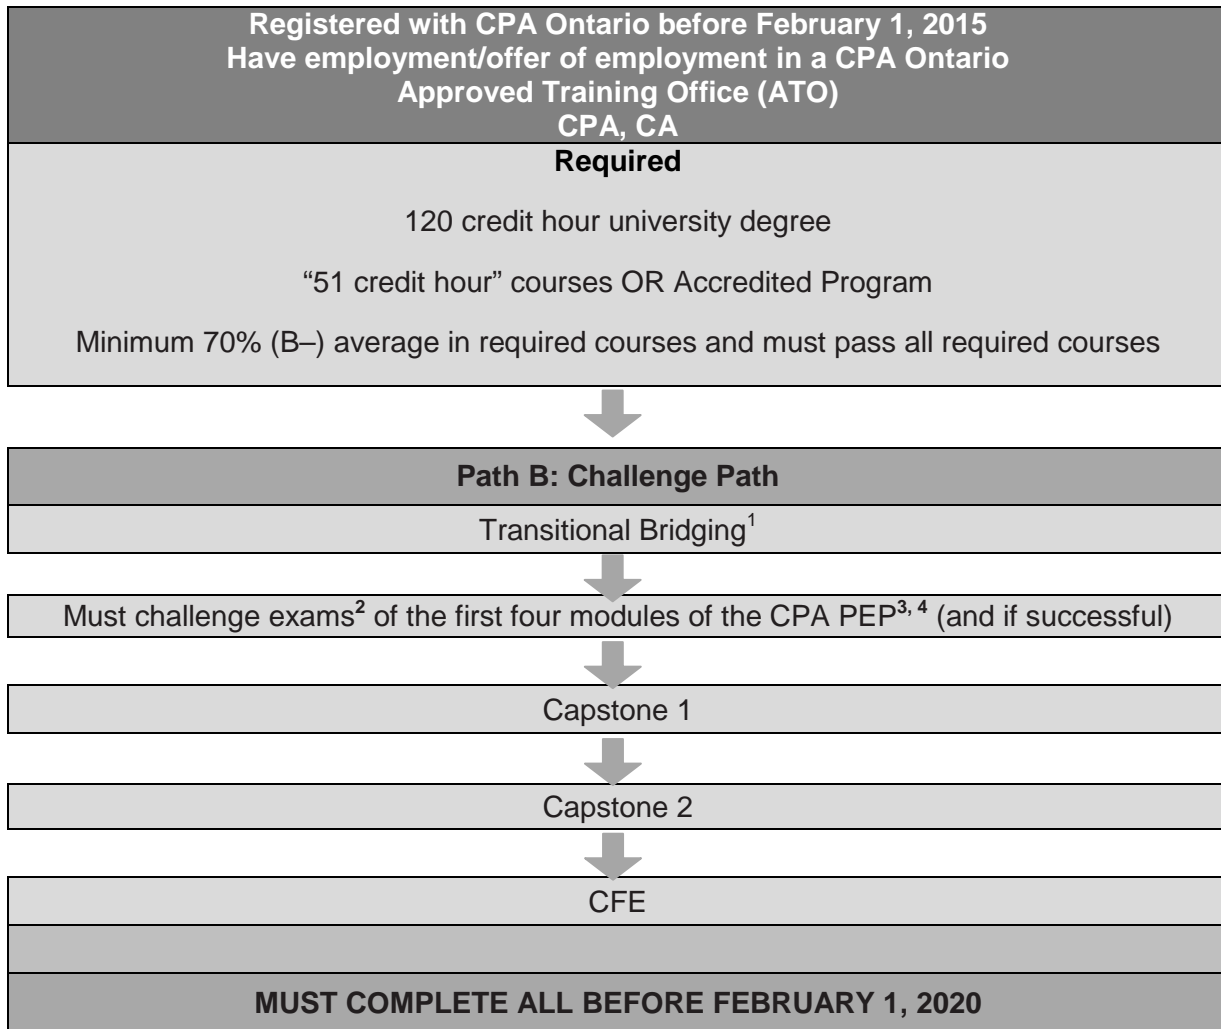 Registered with CPA Ontario before February 1, 2015
Have employment/offer of employment in a CPA Ontario
Approved Training Office (ATO)
CPA, CA
Required
120 credit hour university degree
“51 credit hour” courses OR Accredited Program
Minimum 70% (B–) average in required courses and must pass all required courses
Path B: Challenge Path
Transitional Bridging¹
Must challenge exams² of the first four modules of the CPA PEP³, ⁴ (and if successful)
Capstone 1
Capstone 2
CFE
MUST COMPLETE ALL BEFORE FEBRUARY 1, 2020